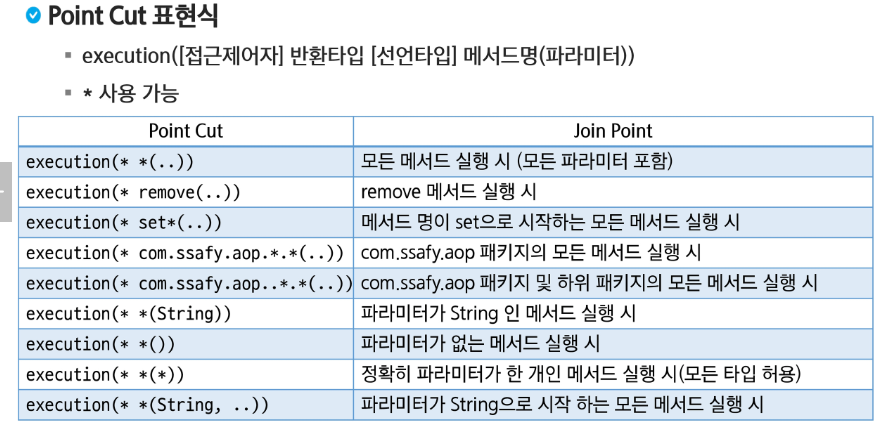 Point Cut 표현식
execution([접근제어자] 반환타입 [선언타입] 메서드명(파라미터))
* 사용 가능
Point Cut Join Point
execution(* *(..)) 모든 메서드 실행 시 (모든 파라미터 포함)
execution(* remove(..)) remove 메서드 실행 시
execution(* set*(..)) 메서드 명이 set으로 시작하는 모든 메서드 실행 시
execution(* com.ssafy.aop.*.*(..)) com.ssafy.aop 패키지의 모든 메서드 실행 시
execution(* com.ssafy.aop..*.*(..)) com.ssafy.aop 패키지 및 하위 패키지의 모든 메서드 실행 시
execution(* *(String)) 파라미터가 String 인 메서드 실행 시
execution(* *()) 파라미터가 없는 메서드 실행 시
execution(* *(*)) 정확히 파라미터가 한 개인 메서드 실행 시(모든 타입 허용)
execution(* *(String, ..)) 파라미터가 String으로 시작 하는 모든 메서드 실행 시